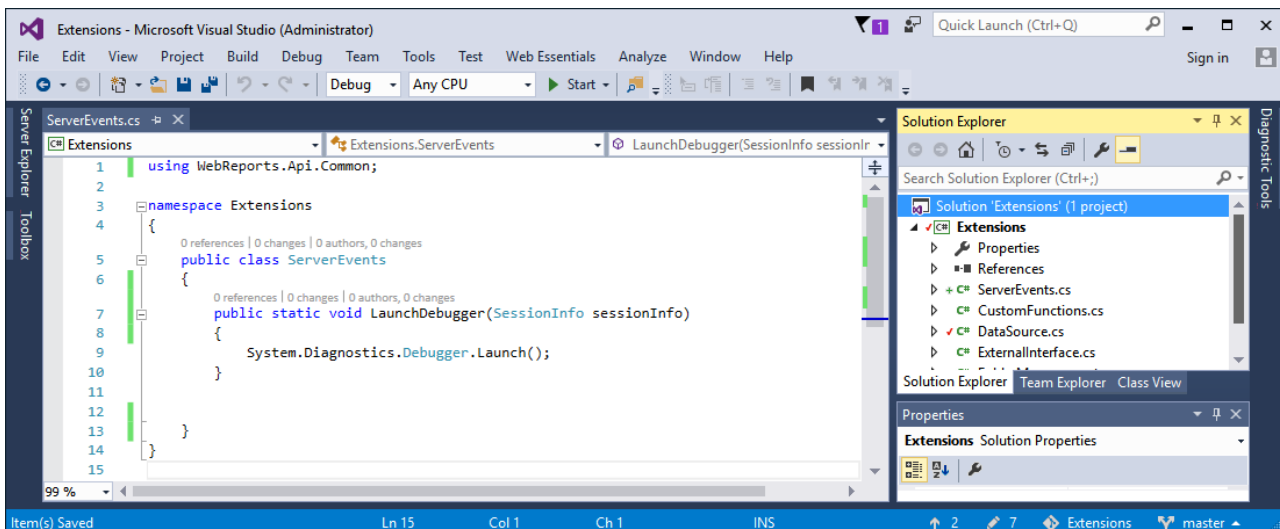 Extensions - Microsoft Visual Studio (Administrator)
1
Quick Launch (Ctrl+Q)
File Edit View Project Build Debug Team Tools Test Web Essentials Analyze Window Help
Sign in
Debug Any CPU Start
Server Explorer
Toolbox
ServerEvents.cs
C# Extensions
Extensions.ServerEvents
LaunchDebugger(SessionInfo sessionIr
1 using WebReports.Api.Common;
2
3 namespace Extensions
4 {
0 references | 0 changes | 0 authors, 0 changes
5 public class ServerEvents
6 {
0 references | 0 changes | 0 authors, 0 changes
7 public static void LaunchDebugger(SessionInfo sessionInfo)
8 {
9 System.Diagnostics.Debugger.Launch();
10 }
11
12
13 }
14 }
15
99 %
Solution Explorer
Search Solution Explorer (Ctrl+;)
Solution 'Extensions' (1 project)
C# Extensions
Properties
References
C# ServerEvents.cs
C# CustomFunctions.cs
C# DataSource.cs
C# ExternalInterface.cs
Solution Explorer Team Explorer Class View
Properties
Extensions Solution Properties
Diagnostic Tools
Item(s) Saved Ln 15 Col 1 Ch 1 INS 2 7 Extensions master